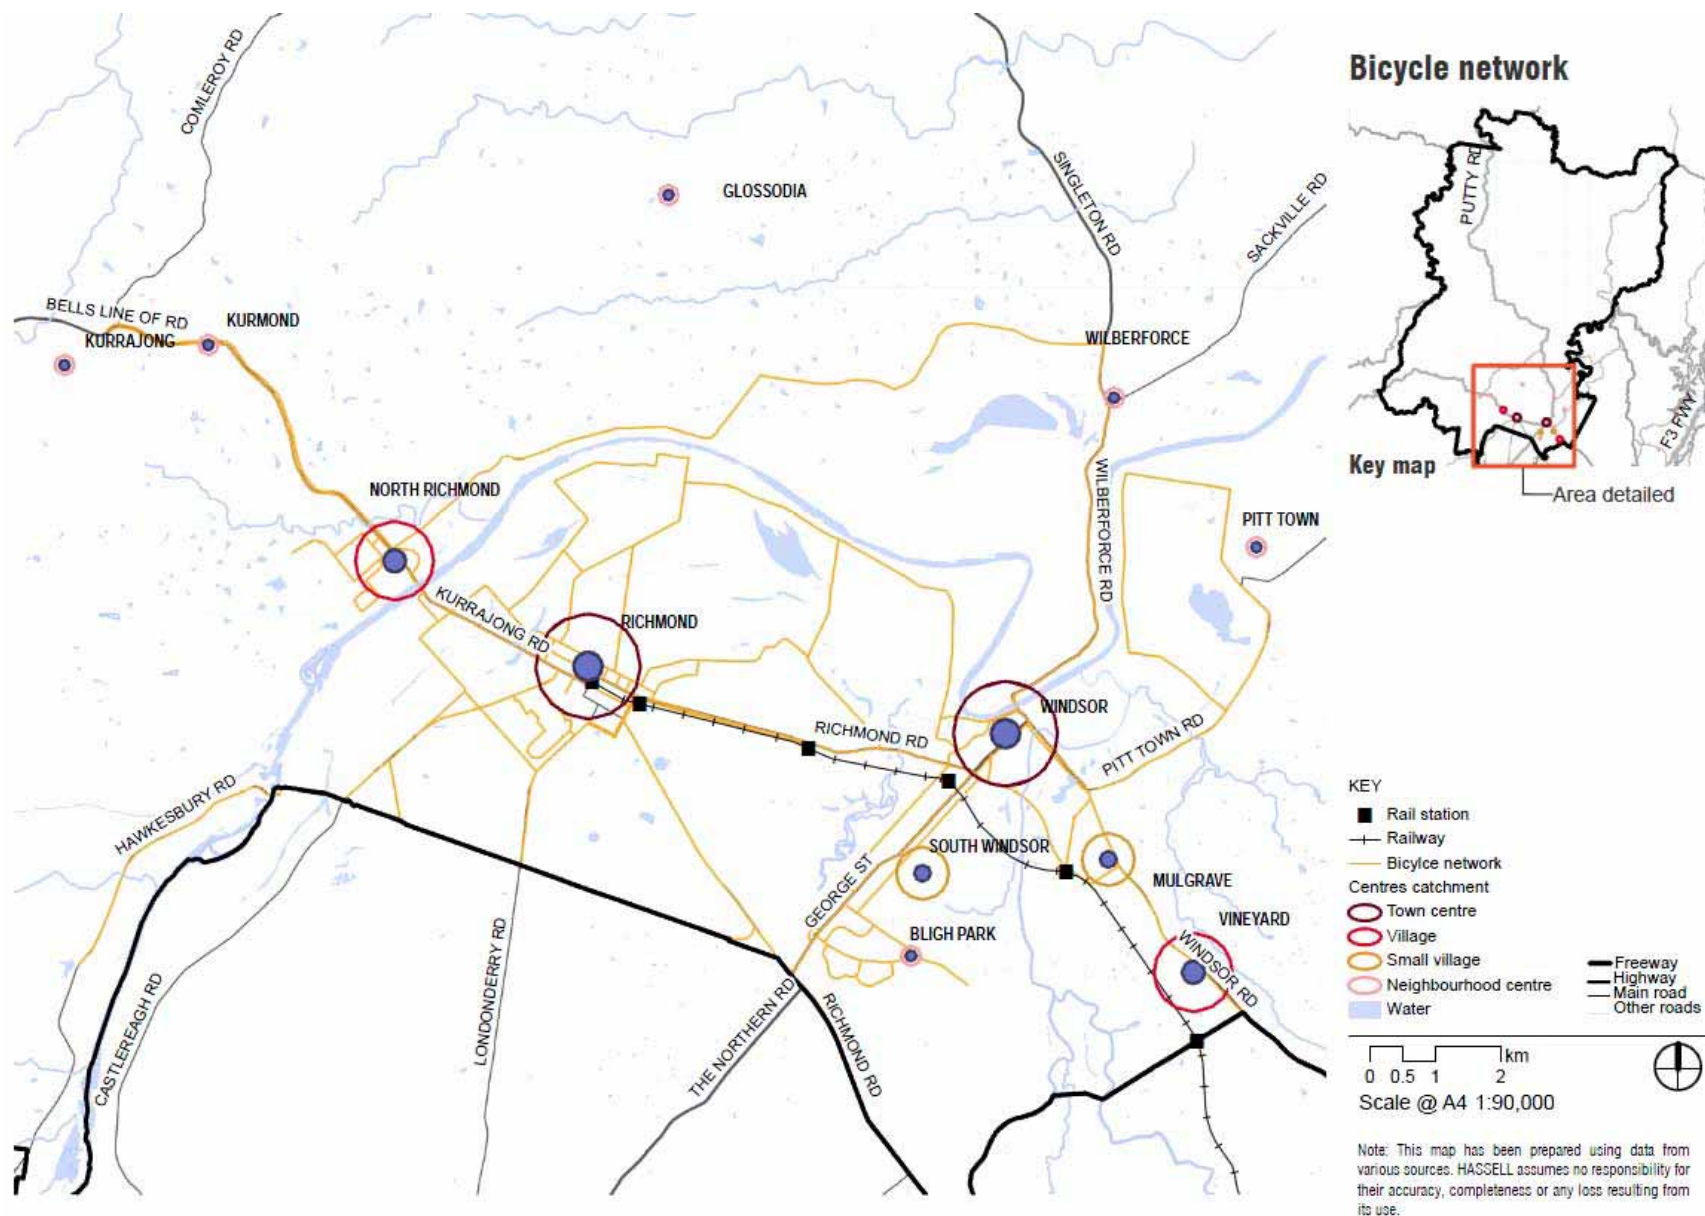 COMLEROY RD
GLOSSODIA
SINGLETON RD
SACKVILLE RD
BELLS LINE OF RD
KURMOND
KURRAJONG
WILBERFORCE
NORTH RICHMOND
WILBERFORCE RD
PITT TOWN
KURRAJONG RD
RICHMOND
WINDSOR
RICHMOND RD
PITT TOWN RD
HAWKESBURY RD
SOUTH WINDSOR
GEORGE ST
MULGRAVE
VINEYARD
BLIGH PARK
WINDSOR RD
CASTLEREAGH RD
LONDONDERRY RD
THE NORTHERN RD
RICHMOND RD
Bicycle network
PUTTY RD
F3 FWY
Key map
Area detailed
KEY
Rail station
Railway
Bicylce network
Centres catchment
Town centre
Village
Small village
Neighbourhood centre
Water
Freeway
Highway
Main road
Other roads
km
0 0.5 1 2
Scale @ A4 1:90,000
Note: This map has been prepared using data from
various sources. HASSELL assumes no responsibility for
their accuracy, completeness or any loss resulting from
its use.